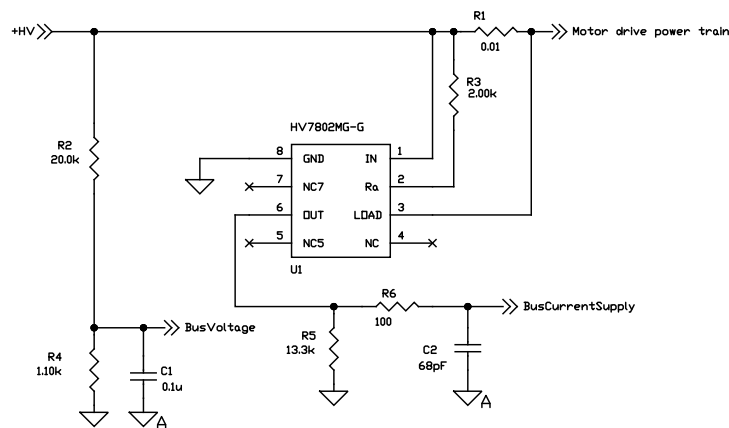 R1
+HV
Motor drive power train
0.01
R3
2.00k
HV7802MG-G
R2
20.0k
8 GND IN 1
7 NC7 Ra 2
6 OUT LOAD 3
5 NC5 NC 4
U1
R6
BusCurrentSupply
100
BusVoltage
R5
13.3k
C2
68pF
R4
1.10k
C1
0.1u
A
A